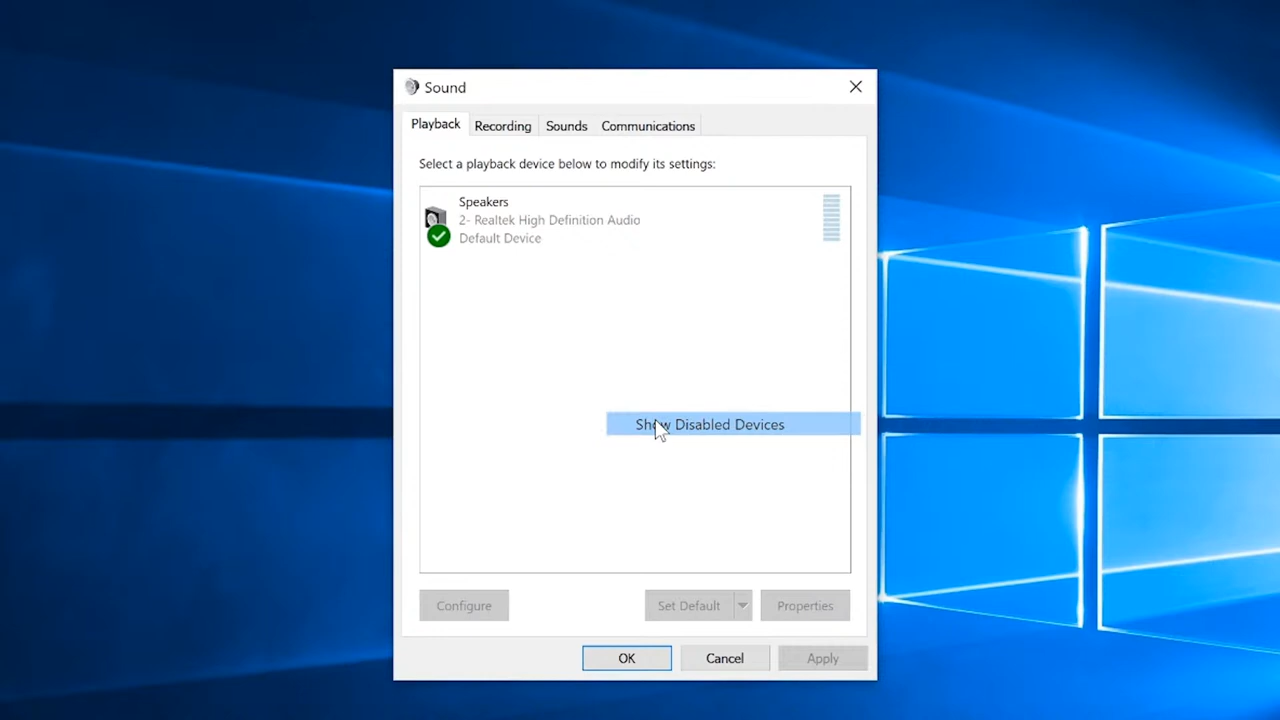 Sound
Playback
Recording
Sounds
Communications
Select a playback device below to modify its settings:
Speakers
2- Realtek High Definition Audio
Default Device
Show Disabled Devices
Configure
Set Default
Properties
OK
Cancel
Apply